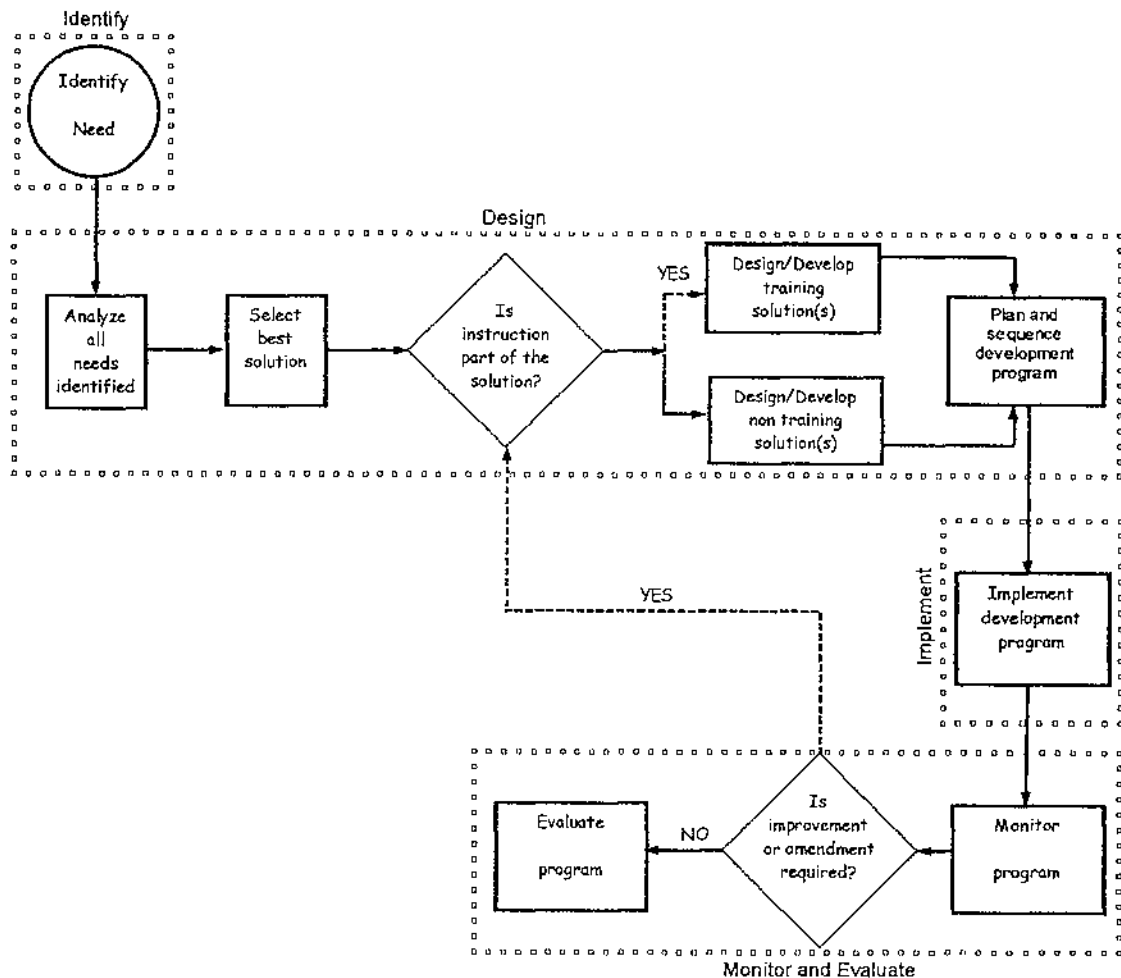 Identify
Identify
Need
Design
Analyze
all
needs
identified
Select
best
solution
Is
instruction
part of the
solution?
YES
Design/Develop
training
solution(s)
Design/Develop
non training
solution(s)
Plan and
sequence
development
program
Implement
Implement
development
program
YES
Monitor
program
Is
improvement
or amendment
required?
NO
Evaluate
program
Monitor and Evaluate